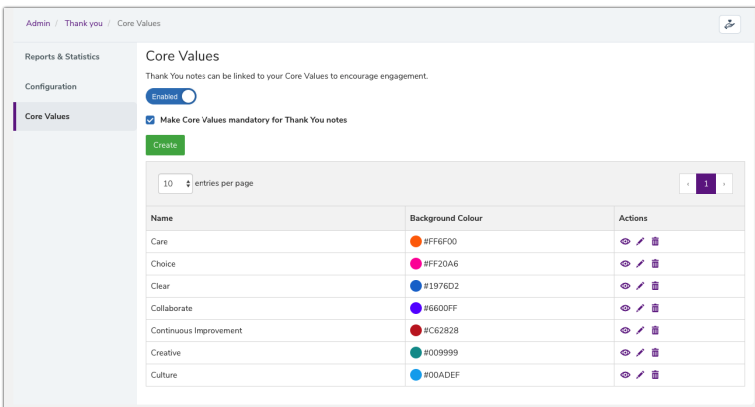 Admin / Thank you / Core Values
Reports & Statistics
Configuration
Core Values
Core Values
Thank You notes can be linked to your Core Values to encourage engagement.
Enabled
Make Core Values mandatory for Thank You notes
Create
10 entries per page
‹ 1 ›
Name Background Colour Actions
Care #FF6F00
Choice #FF20A6
Clear #1976D2
Collaborate #6600FF
Continuous Improvement #C62828
Creative #009999
Culture #00ADEF